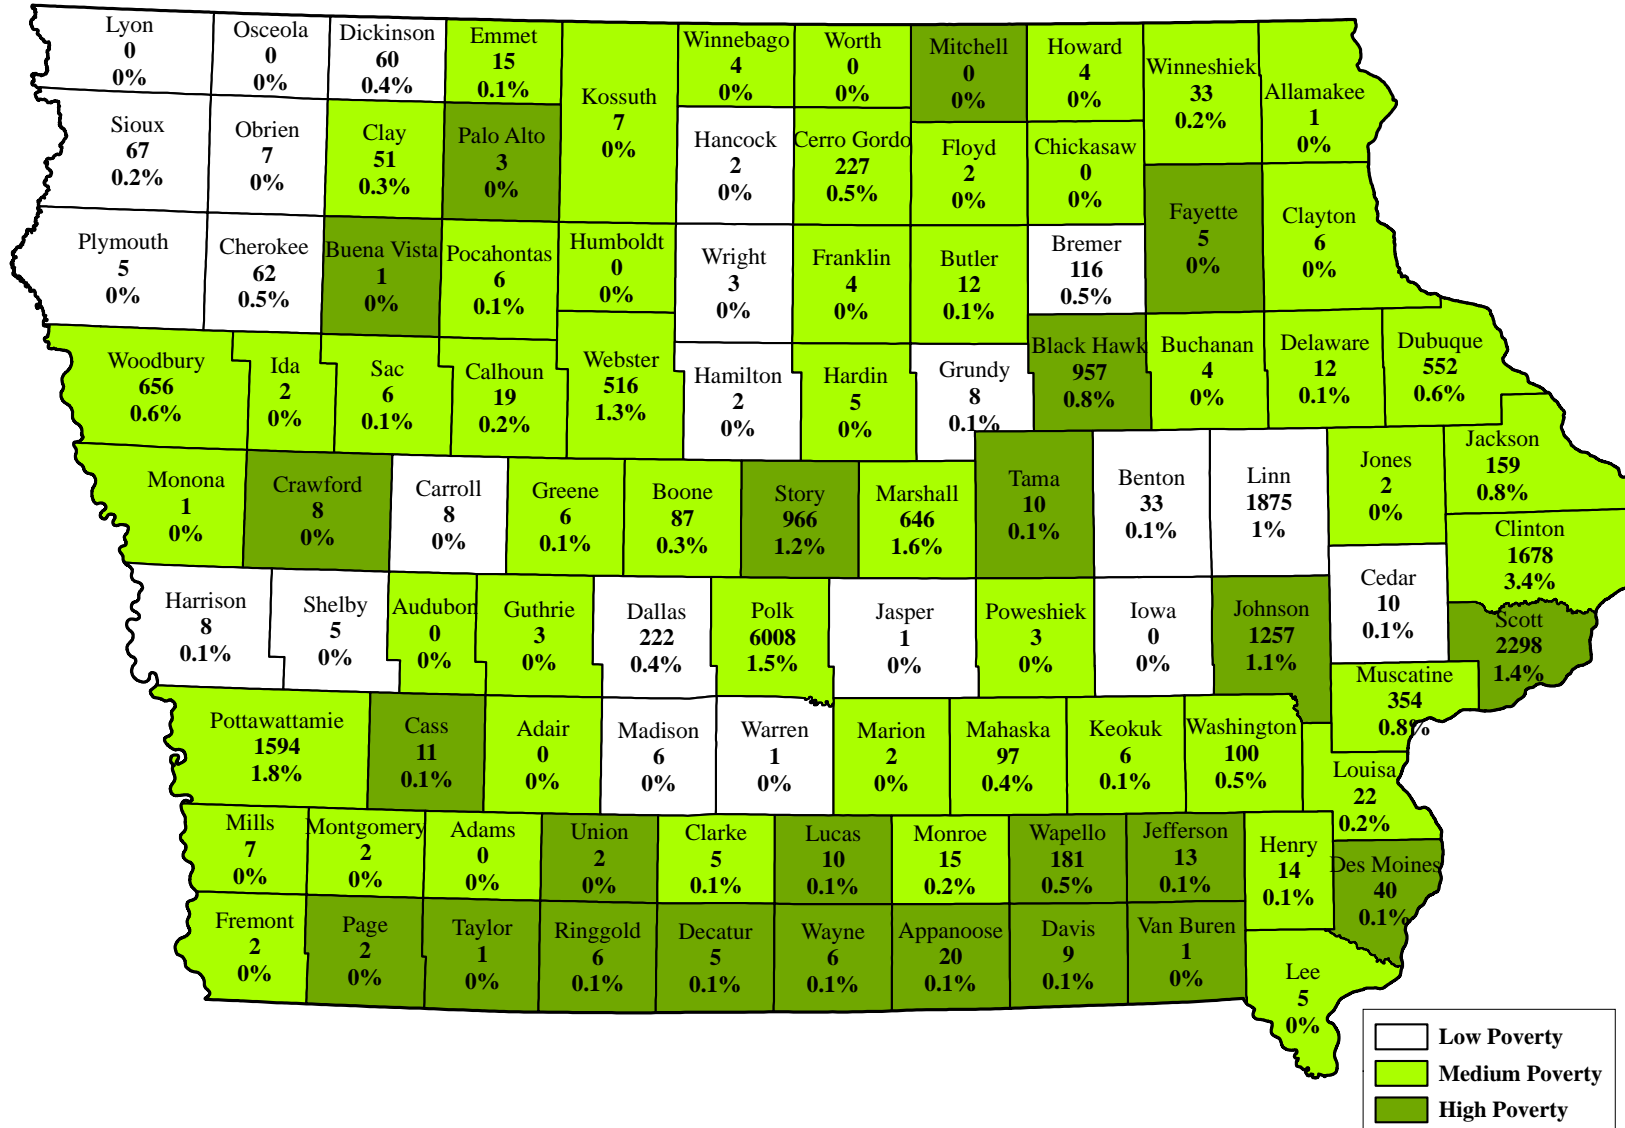 Lyon
0
0%
Osceola
0
0%
Dickinson
60
0.4%
Emmet
15
0.1%
Kossuth
7
0%
Winnebago
4
0%
Worth
0
0%
Mitchell
0
0%
Howard
4
0%
Winneshiek
33
0.2%
Allamakee
1
0%
Sioux
67
0.2%
Obrien
7
0%
Clay
51
0.3%
Palo Alto
3
0%
Hancock
2
0%
Cerro Gordo
227
0.5%
Floyd
2
0%
Chickasaw
0
0%
Fayette
5
0%
Clayton
6
0%
Plymouth
5
0%
Cherokee
62
0.5%
Buena Vista
1
0%
Pocahontas
6
0.1%
Humboldt
0
0%
Wright
3
0%
Franklin
4
0%
Butler
12
0.1%
Bremer
116
0.5%
Woodbury
656
0.6%
Ida
2
0%
Sac
6
0.1%
Calhoun
19
0.2%
Webster
516
1.3%
Hamilton
2
0%
Hardin
5
0%
Grundy
8
0.1%
Black Hawk
957
0.8%
Buchanan
4
0%
Delaware
12
0.1%
Dubuque
552
0.6%
Monona
1
0%
Crawford
8
0%
Carroll
8
0%
Greene
6
0.1%
Boone
87
0.3%
Story
966
1.2%
Marshall
646
1.6%
Tama
10
0.1%
Benton
33
0.1%
Linn
1875
1%
Jones
2
0%
Jackson
159
0.8%
Clinton
1678
3.4%
Harrison
8
0.1%
Shelby
5
0%
Audubon
0
0%
Guthrie
3
0%
Dallas
222
0.4%
Polk
6008
1.5%
Jasper
1
0%
Poweshiek
3
0%
Iowa
0
0%
Johnson
1257
1.1%
Cedar
10
0.1%
Scott
2298
1.4%
Muscatine
354
0.8%
Pottawattamie
1594
1.8%
Cass
11
0.1%
Adair
0
0%
Madison
6
0%
Warren
1
0%
Marion
2
0%
Mahaska
97
0.4%
Keokuk
6
0.1%
Washington
100
0.5%
Louisa
22
0.2%
Mills
7
0%
Montgomery
2
0%
Adams
0
0%
Union
2
0%
Clarke
5
0.1%
Lucas
10
0.1%
Monroe
15
0.2%
Wapello
181
0.5%
Jefferson
13
0.1%
Henry
14
0.1%
Des Moines
40
0.1%
Fremont
2
0%
Page
2
0%
Taylor
1
0%
Ringgold
6
0.1%
Decatur
5
0.1%
Wayne
6
0.1%
Appanoose
20
0.1%
Davis
9
0.1%
Van Buren
1
0%
Lee
5
0%
Low Poverty
Medium Poverty
High Poverty